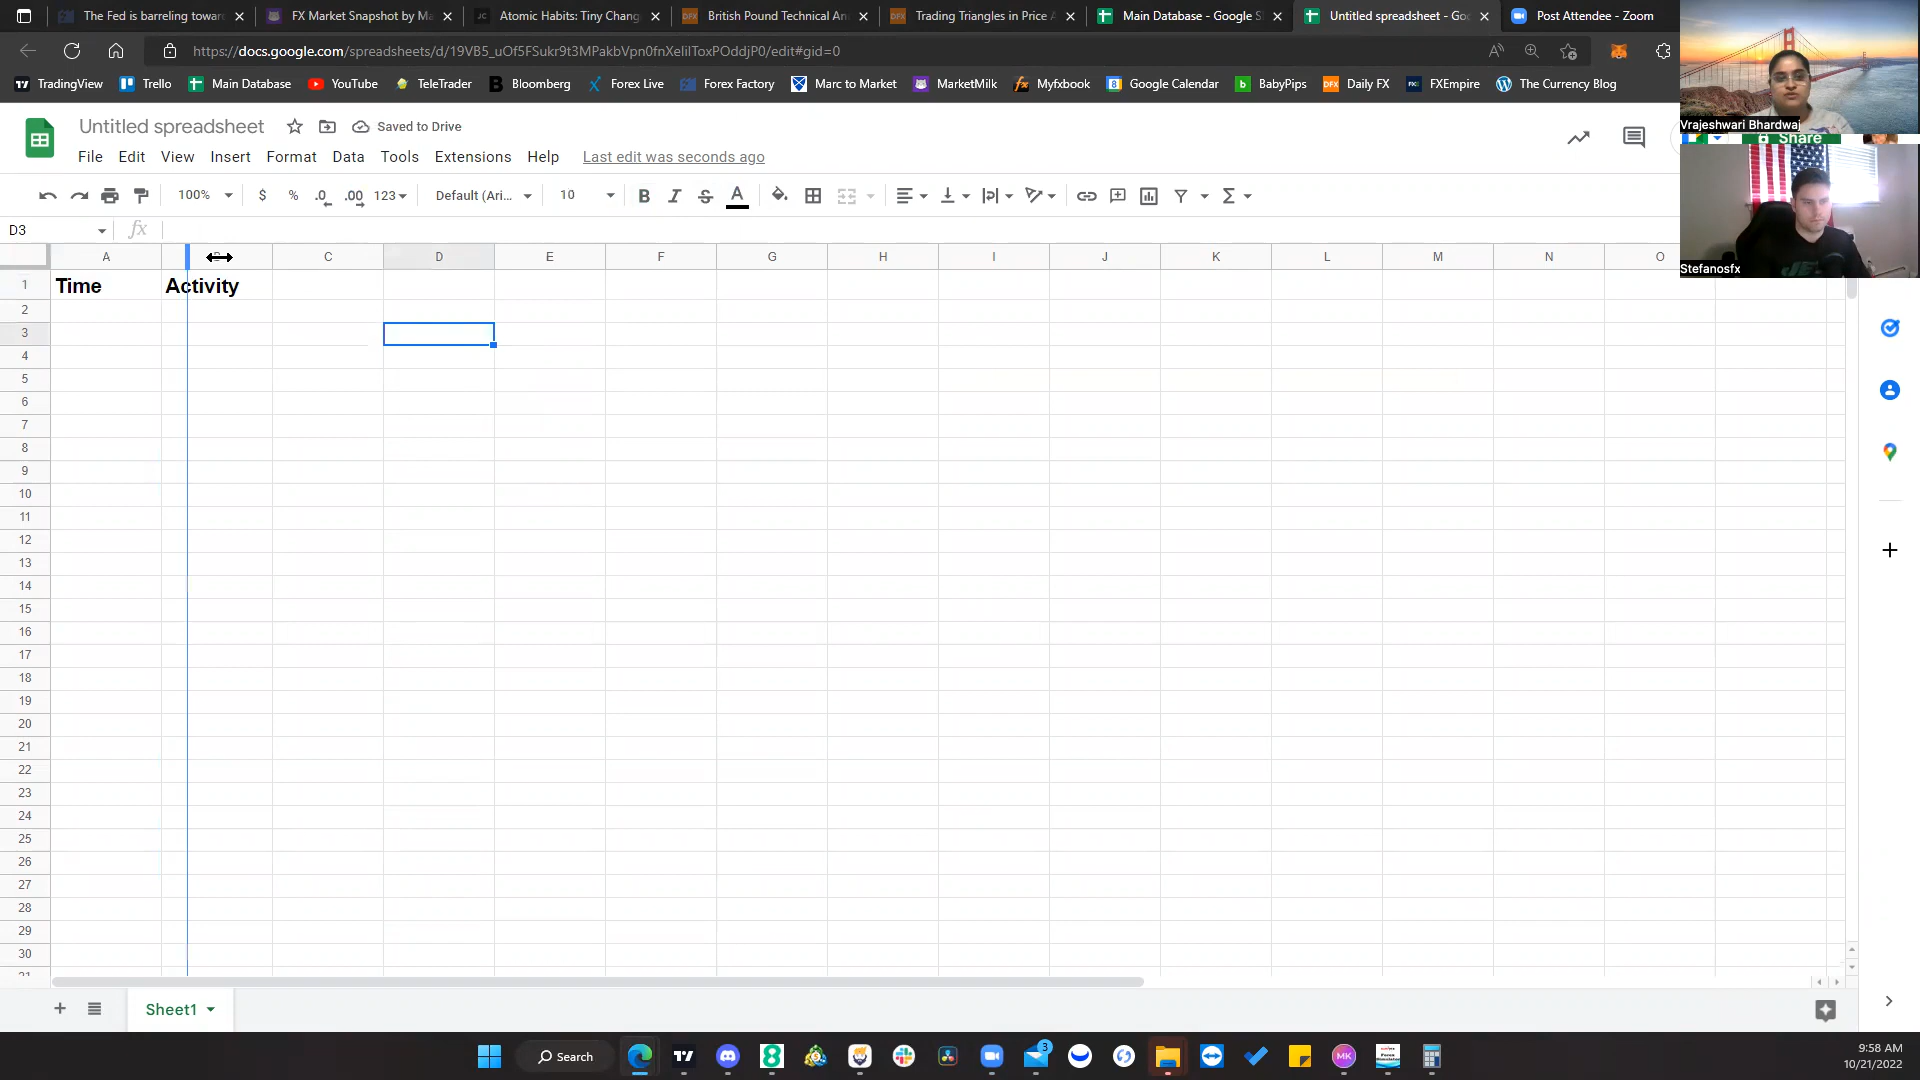 The Fed is barreling towar
FX Market Snapshot by Ma
Atomic Habits: Tiny Chang
British Pound Technical An
Trading Triangles in Price A
Main Database - Google S
Untitled spreadsheet - Goo
Post Attendee - Zoom
https://docs.google.com/spreadsheets/d/19VB5_uOf5FSukr9t3MPakbVpn0fnXeliIToxPOddjP0/edit#gid=0
TradingView
Trello
Main Database
YouTube
TeleTrader
Bloomberg
Forex Live
Forex Factory
Marc to Market
MarketMilk
Myfxbook
Google Calendar
BabyPips
Daily FX
FXEmpire
The Currency Blog
Vrajeshwari Bhardwaj
Share
Stefanosfx
Untitled spreadsheet
Saved to Drive
File Edit View Insert Format Data Tools Extensions Help Last edit was seconds ago
100% $ % .0 .00 123 Default (Ari... 10 B I S A
D3 fx
A C D E F G H I J K L M N O
1 Time Activity
2
3
4
5
6
7
8
9
10
11
12
13
14
15
16
17
18
19
20
21
22
23
24
25
26
27
28
29
30
Sheet1
Search
3
MK
9:58 AM
10/21/2022